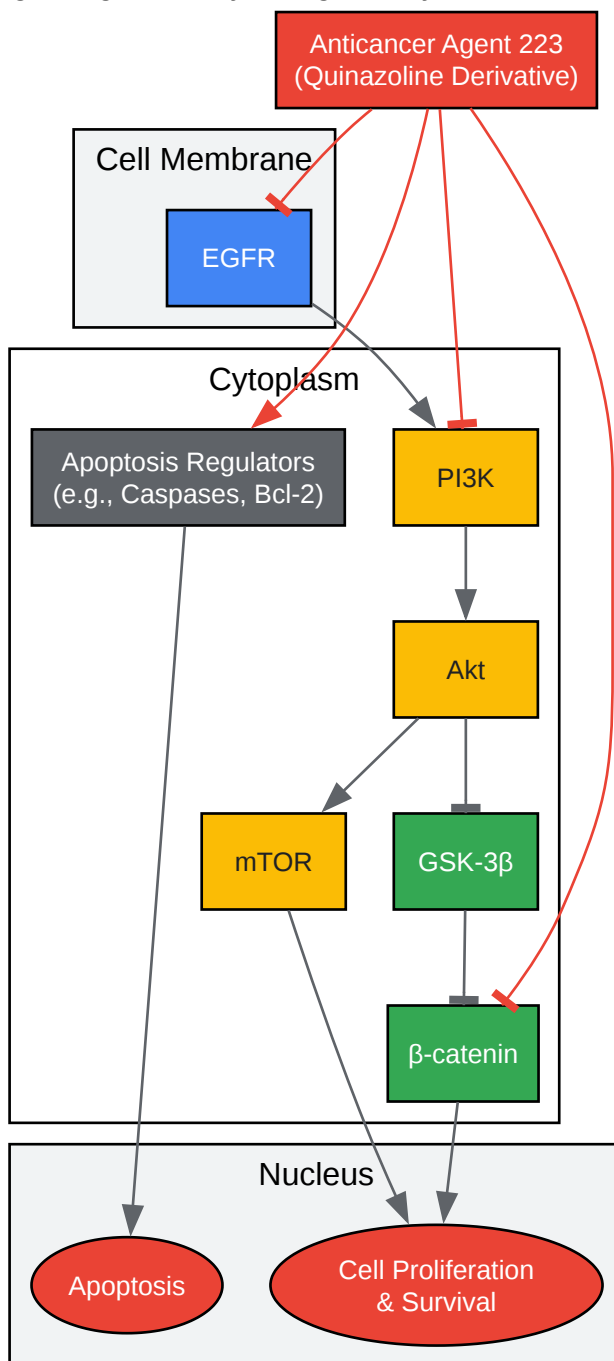 Anticancer Agent 223
(Quinazoline Derivative)
Cell Membrane
EGFR
Cytoplasm
Apoptosis Regulators
(e.g., Caspases, Bcl-2)
PI3K
Akt
mTOR
GSK-3β
β-catenin
Nucleus
Apoptosis
Cell Proliferation
& Survival